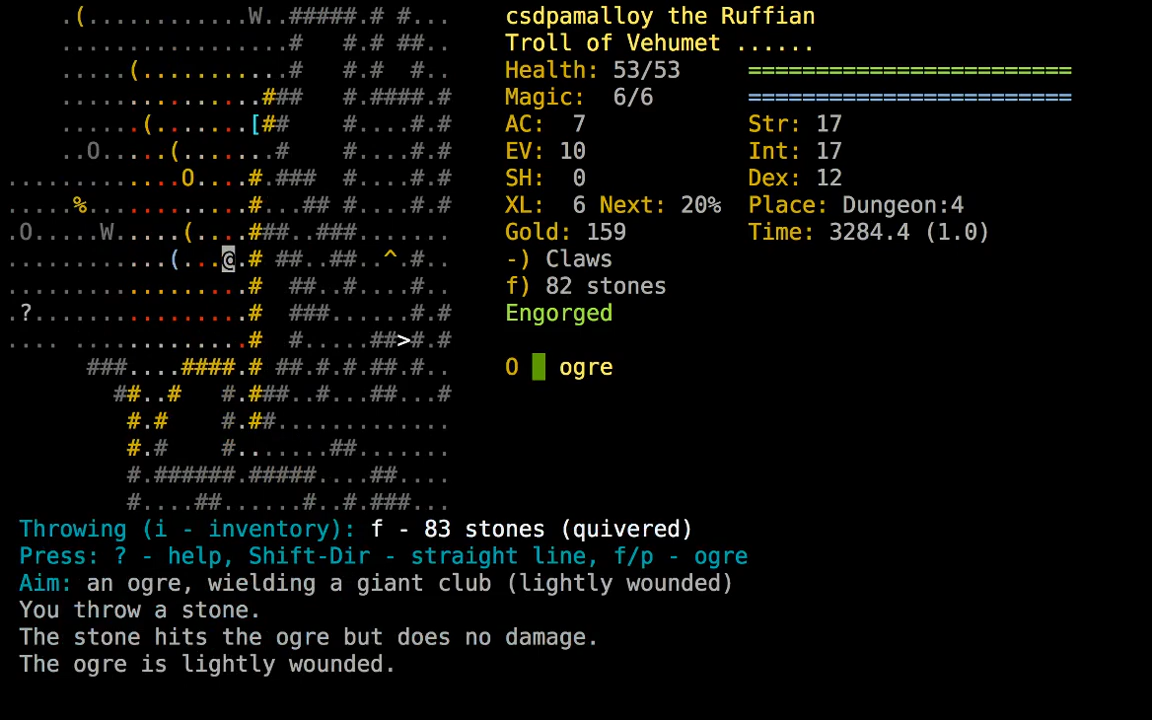 .(............W..#####.# #... csdpamalloy the Ruffian
.................# #.# ##.. Troll of Vehumet ......
.....(...........# #.# #.. Health: 53/53 ========================
...............#### #.####.# Magic: 6/6 ========================
......(.......[## #....#.# AC: 7 Str: 17
..O.....(.......# #....#.# EV: 10 Int: 17
.............O....#.### #....#.# SH: 0 Dex: 12
.....%............#...## #....#.# XL: 6 Next: 20% Place: Dungeon:4
.O.....W.....(....###..###....#.# Gold: 159 Time: 3284.4 (1.0)
............(...@.# ##..##..^.#.. -) Claws
..................# ##..#.....#.. f) 82 stones
.?................# ###......#.# Engorged
.... .............# #.....##>#.#
###....####.# ##.#.##.#.##.#.. O ogre
##..# #.###..#...##...#
#.# #.##.............
#.# #.......##.......
#.######.#####....##...
#....##......#..#.###..
Throwing (i - inventory): f - 83 stones (quivered)
Press: ? - help, Shift-Dir - straight line, f/p - ogre
Aim: an ogre, wielding a giant club (lightly wounded)
You throw a stone.
The stone hits the ogre but does no damage.
The ogre is lightly wounded.